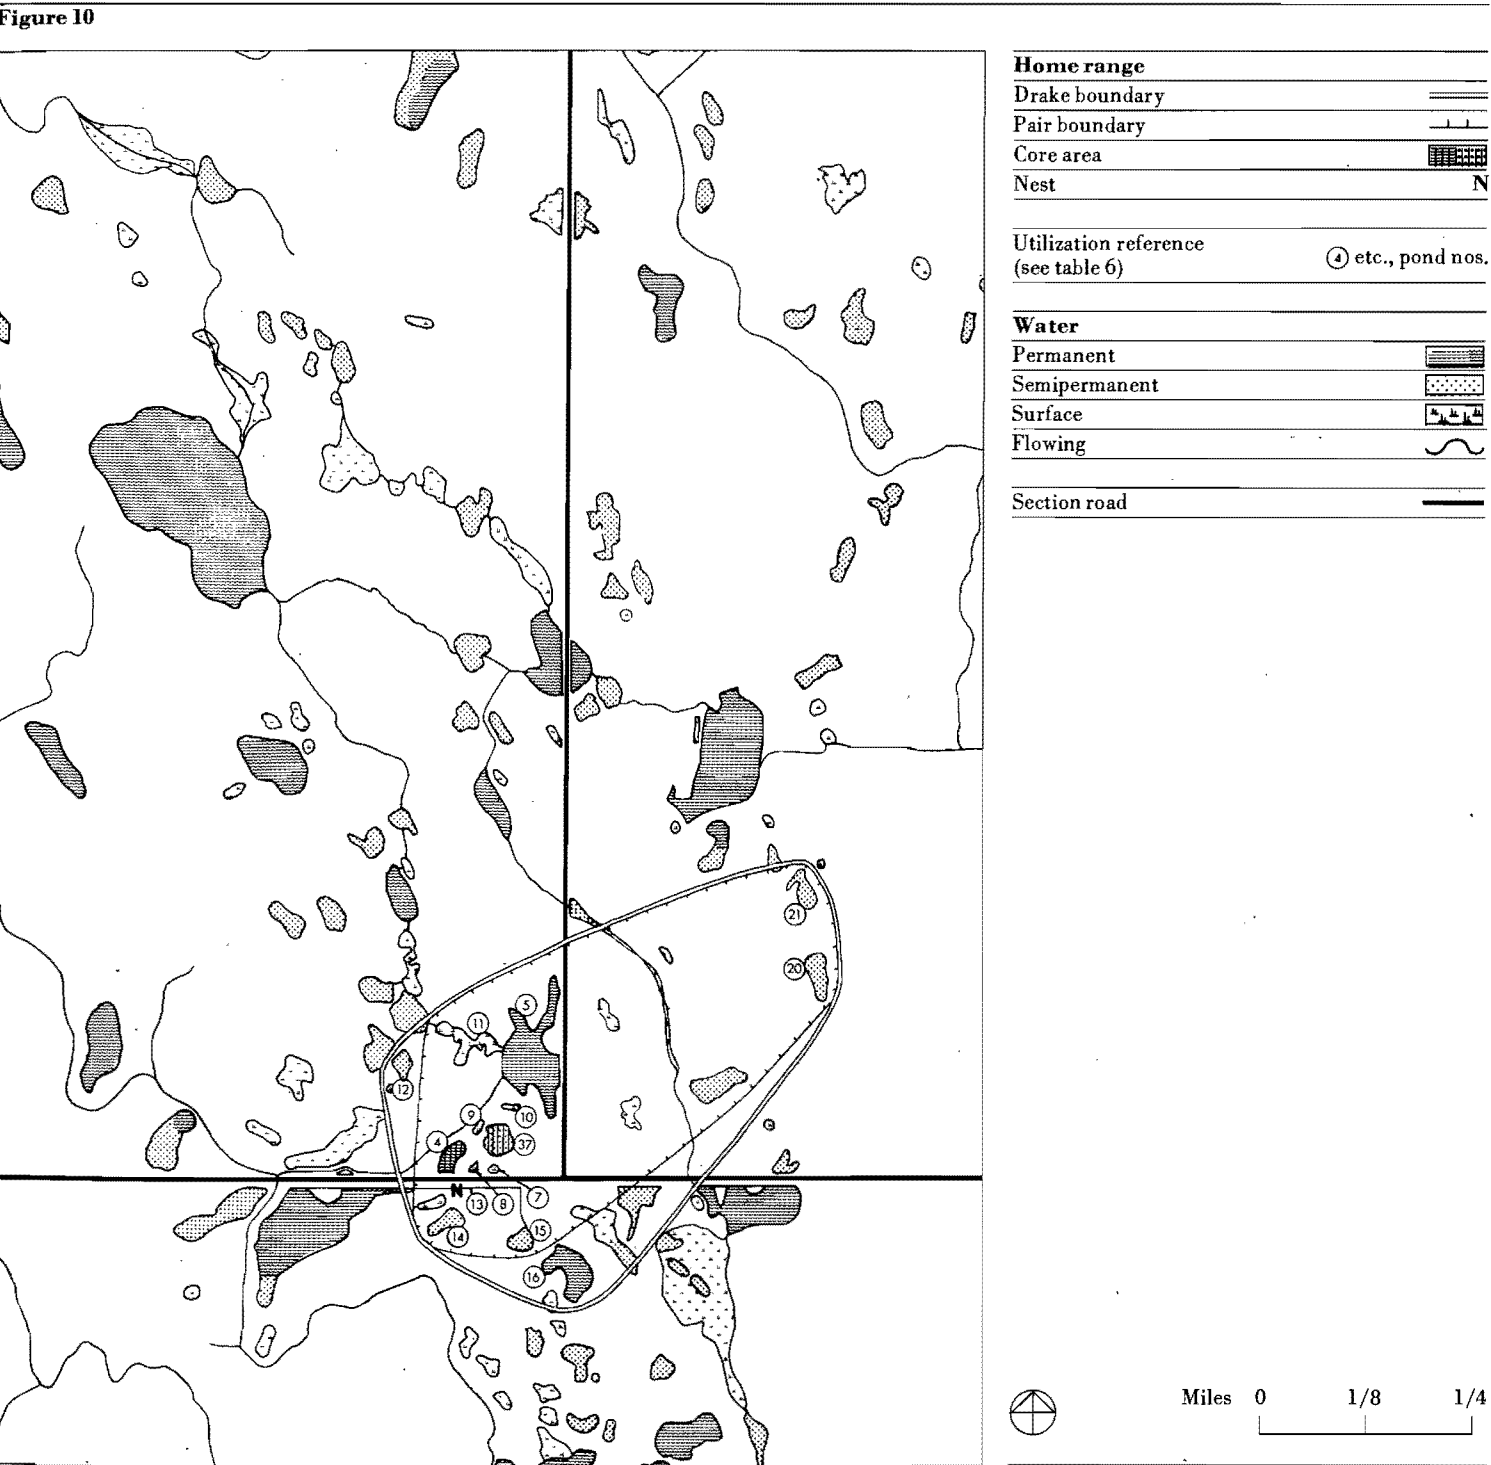 Figure 10
Home range
Drake boundary
Pair boundary
Core area
Nest N
Utilization reference
(see table 6) 4 etc., pond nos.
Water
Permanent
Semipermanent
Surface
Flowing
Section road
21
20
5
11
12
9
10
4
37
N
13
8
7
14
15
16
Miles 0 1/8 1/4